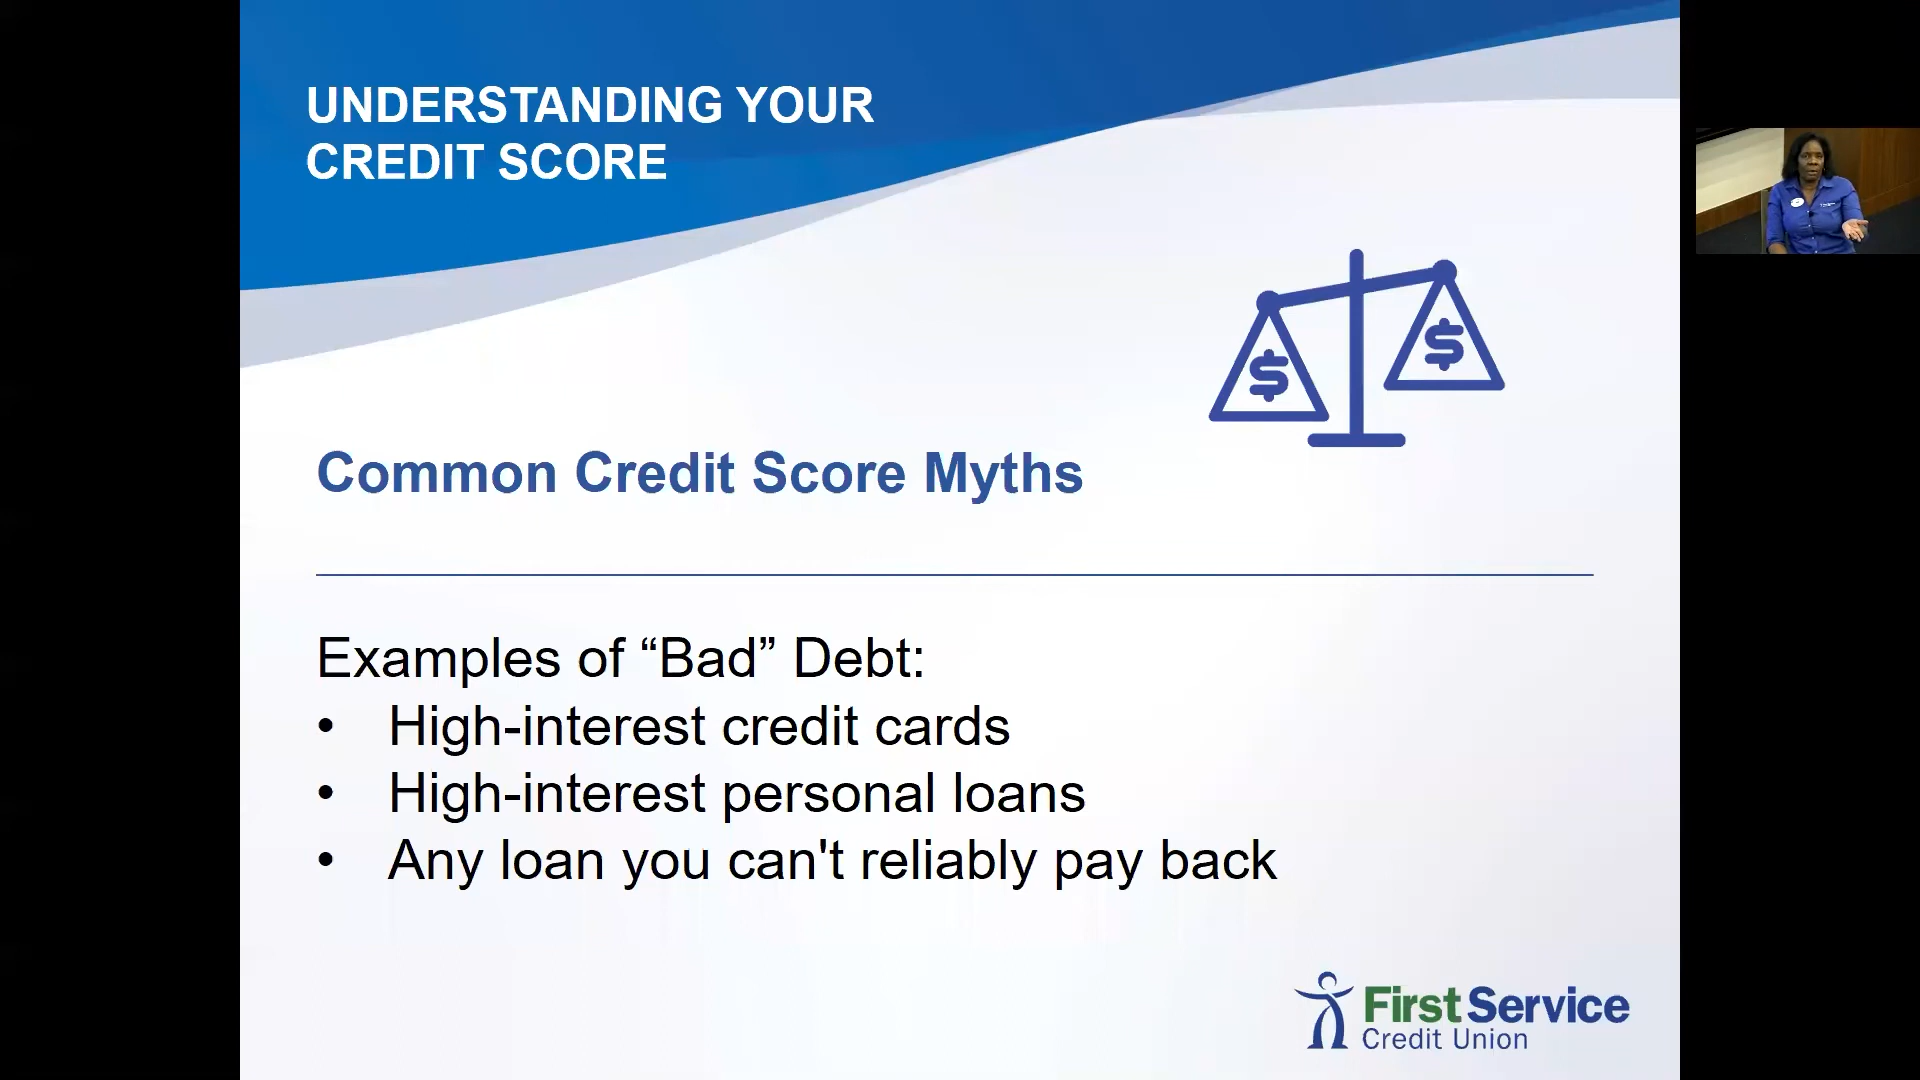 UNDERSTANDING YOUR
CREDIT SCORE
$ $
Common Credit Score Myths
Examples of “Bad” Debt:
• High-interest credit cards
• High-interest personal loans
• Any loan you can't reliably pay back
First Service
Credit Union